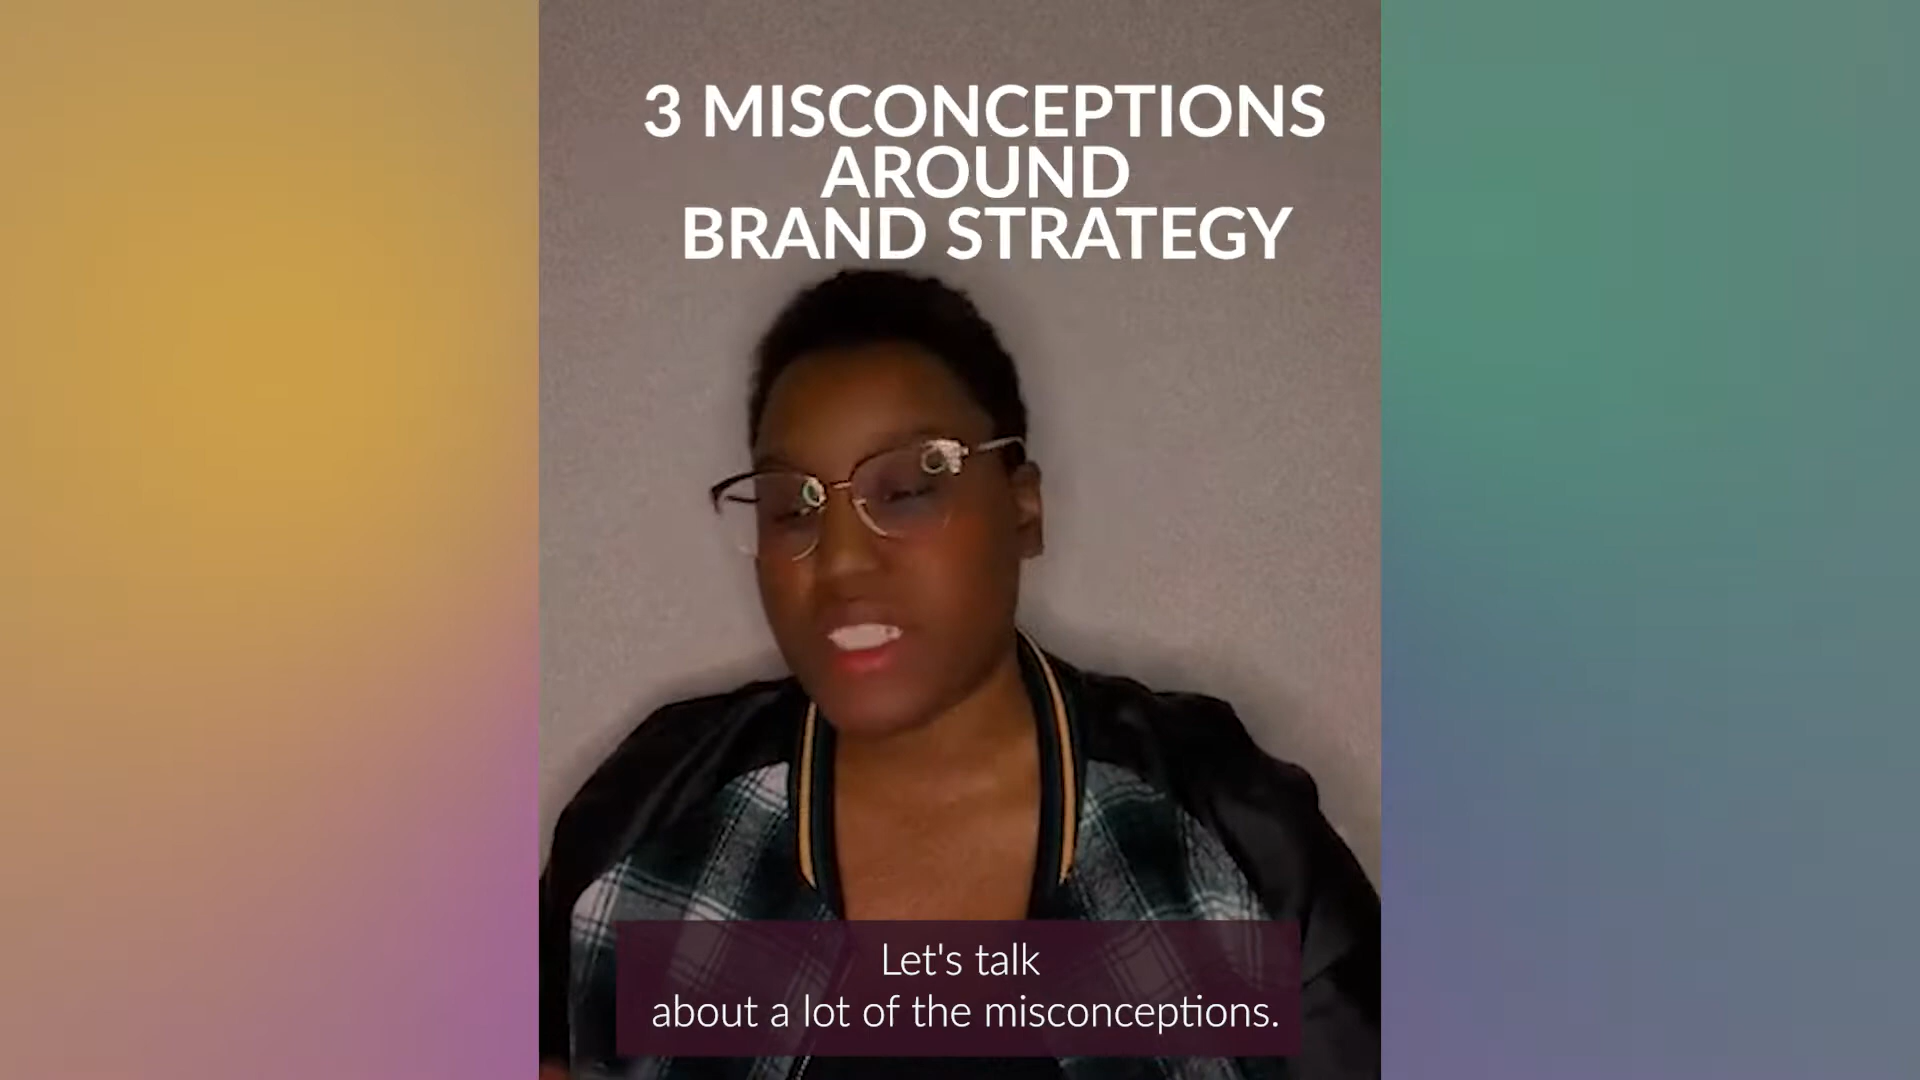 3 MISCONCEPTIONS
AROUND
BRAND STRATEGY
Let's talk
about a lot of the misconceptions.